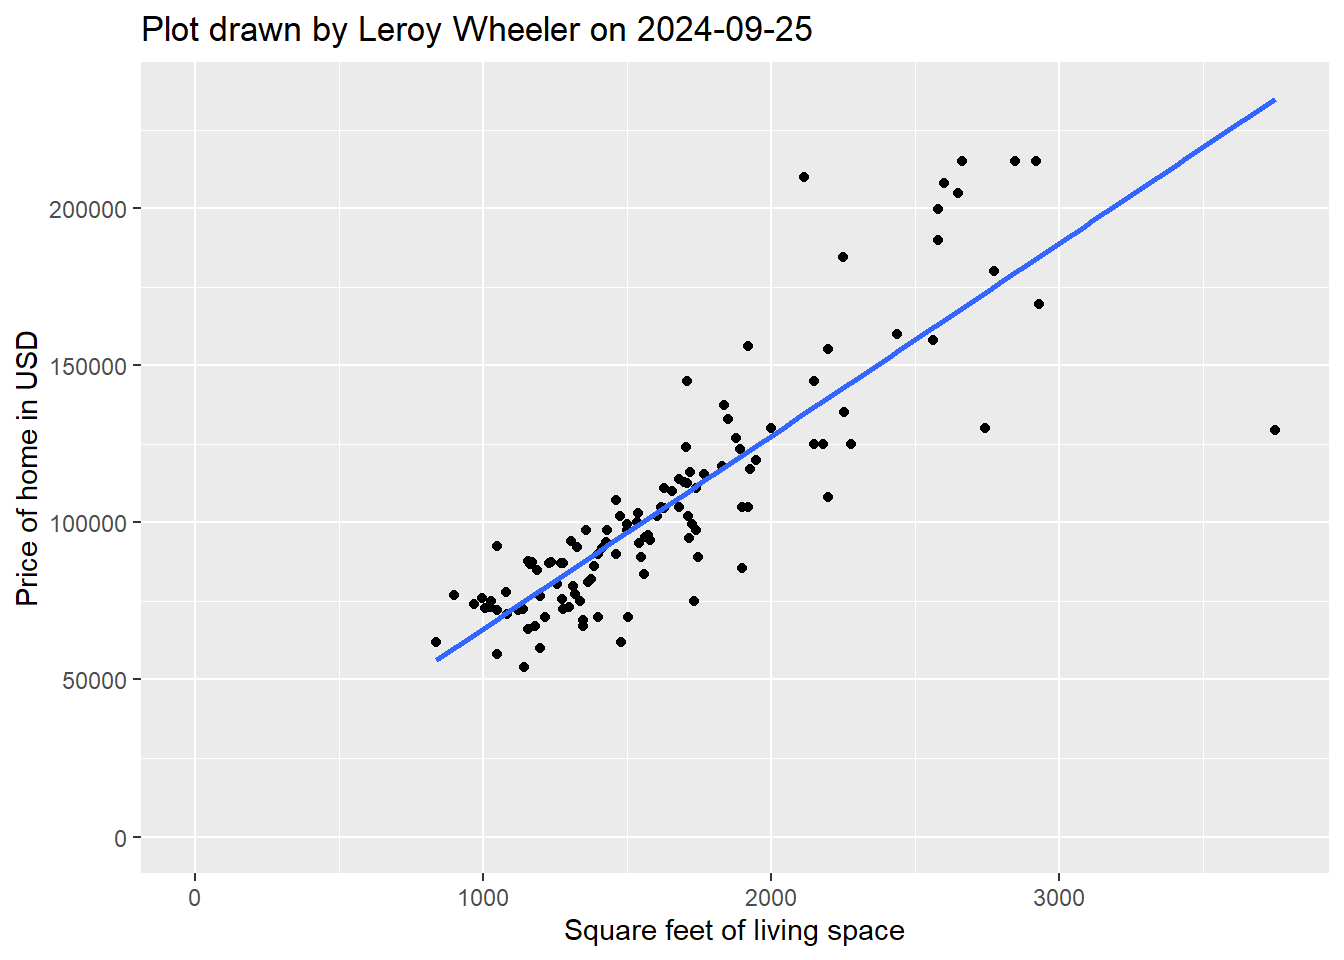 Plot drawn by Leroy Wheeler on 2024-09-25
Price of home in USD
200000
150000
100000
50000
0
0 1000 2000 3000
Square feet of living space